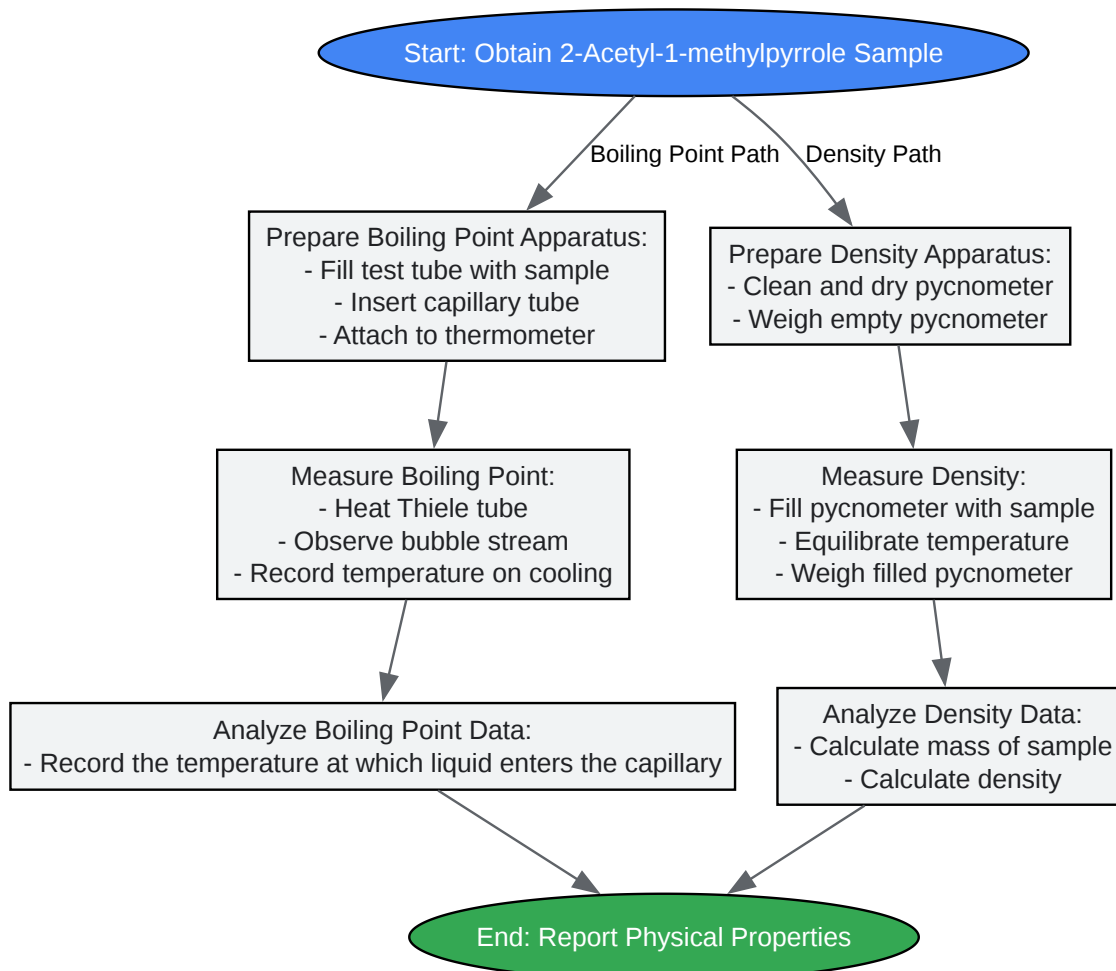 Start: Obtain 2-Acetyl-1-methylpyrrole Sample
Boiling Point Path
Density Path
Prepare Boiling Point Apparatus:
- Fill test tube with sample
- Insert capillary tube
- Attach to thermometer
Prepare Density Apparatus:
- Clean and dry pycnometer
- Weigh empty pycnometer
Measure Boiling Point:
- Heat Thiele tube
- Observe bubble stream
- Record temperature on cooling
Measure Density:
- Fill pycnometer with sample
- Equilibrate temperature
- Weigh filled pycnometer
Analyze Boiling Point Data:
- Record the temperature at which liquid enters the capillary
Analyze Density Data:
- Calculate mass of sample
- Calculate density
End: Report Physical Properties